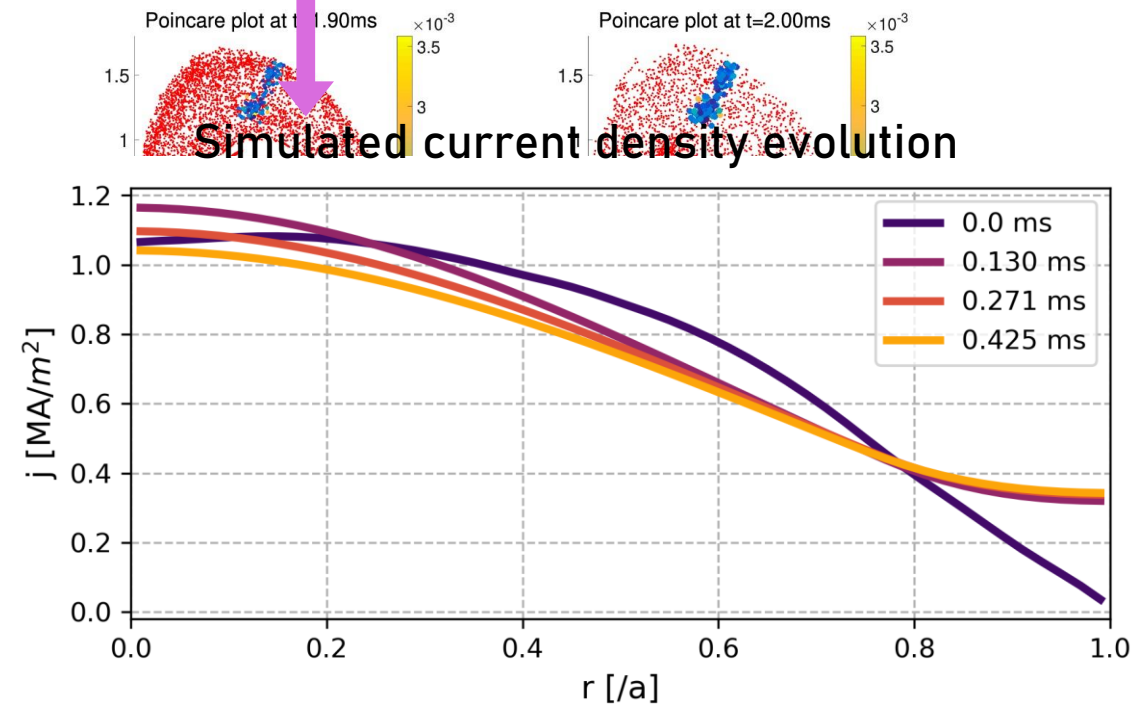 Poincare plot at t=1.90ms
×10-3
3.5
3
1.5
1
Poincare plot at t=2.00ms
×10-3
3.5
3
1.5
1
Simulated current density evolution
1.2
1.0
0.8
0.6
0.4
0.2
0.0
j [MA/m2]
0.0 ms
0.130 ms
0.271 ms
0.425 ms
0.0 0.2 0.4 0.6 0.8 1.0
r [/a]